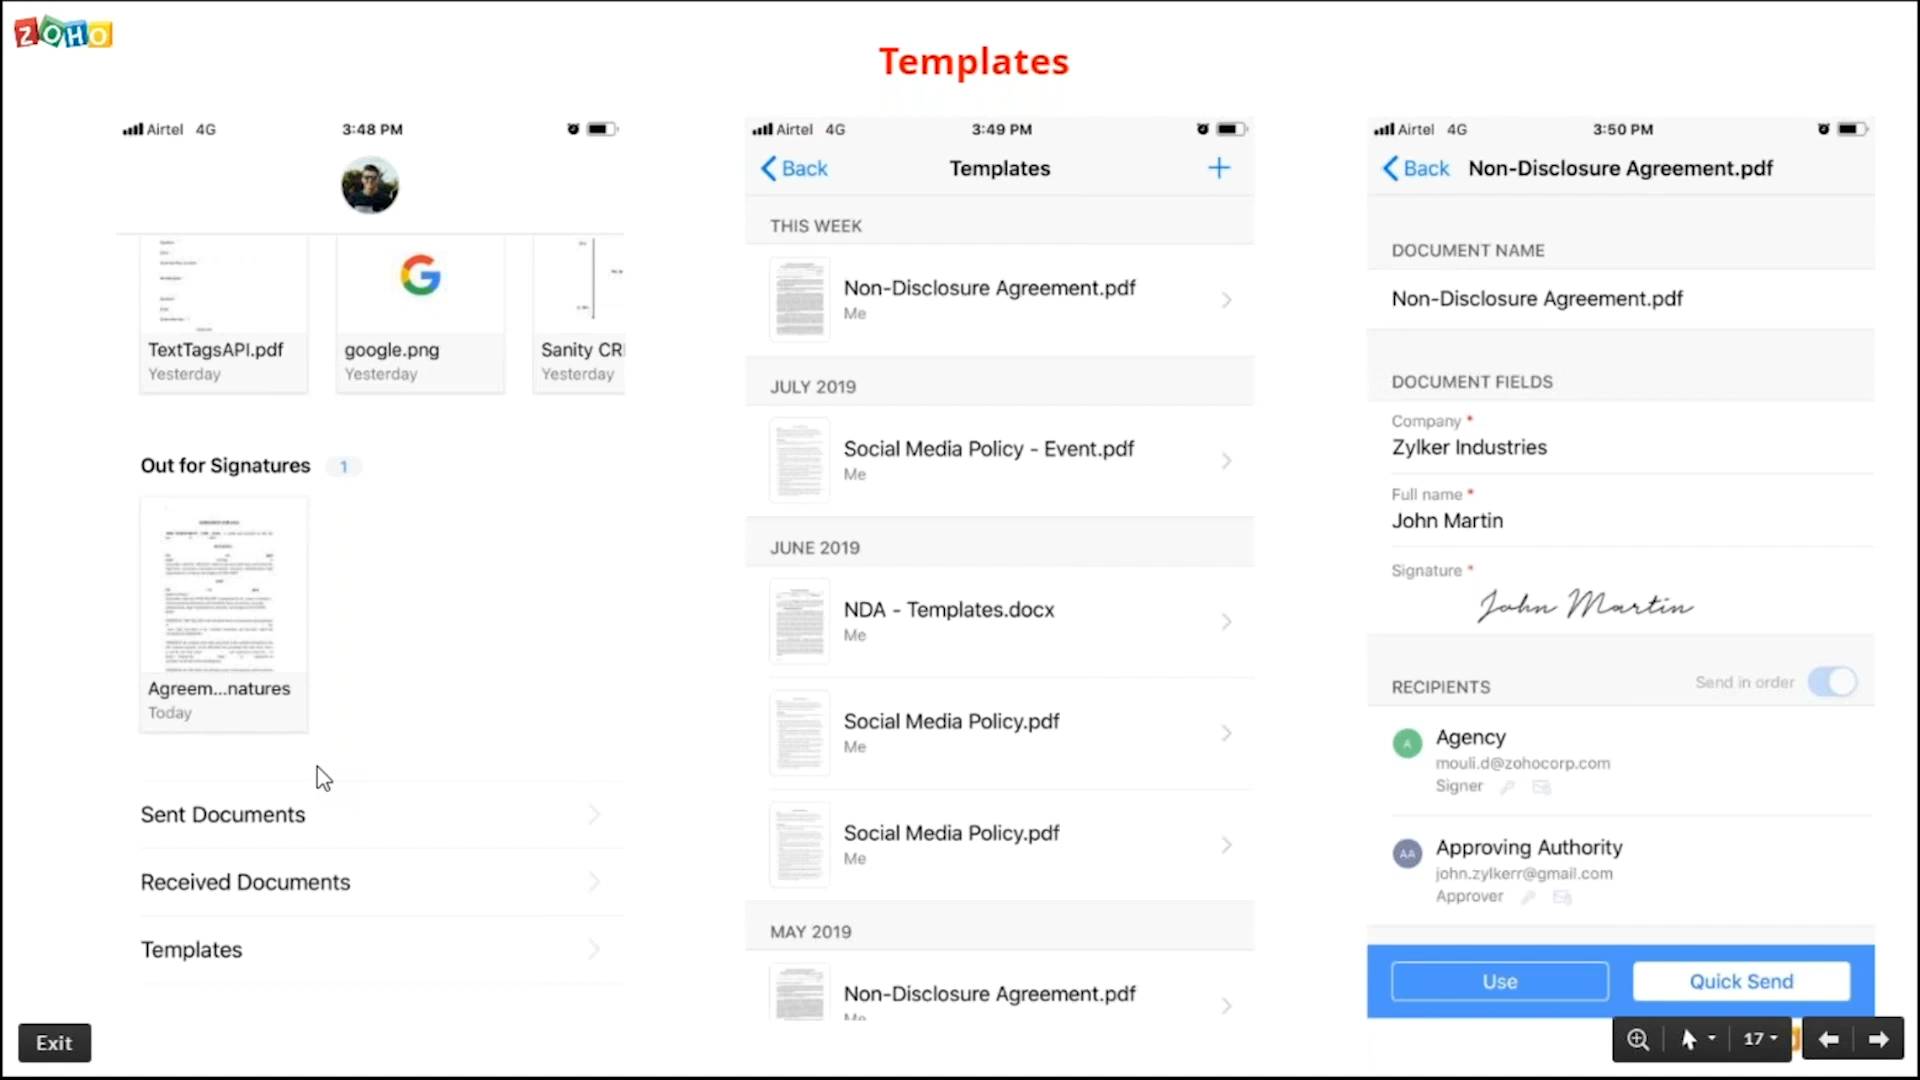 ZOHO
Templates
Airtel 4G
3:48 PM
TextTagsAPI.pdf
Yesterday
google.png
Yesterday
Sanity CR
Yesterday
Out for Signatures 1
Agreem...natures
Today
Sent Documents
Received Documents
Templates
Airtel 4G
3:49 PM
Back
Templates
+
THIS WEEK
Non-Disclosure Agreement.pdf
Me
JULY 2019
Social Media Policy - Event.pdf
Me
JUNE 2019
NDA - Templates.docx
Me
Social Media Policy.pdf
Me
Social Media Policy.pdf
Me
MAY 2019
Non-Disclosure Agreement.pdf
Me
Airtel 4G
3:50 PM
Back
Non-Disclosure Agreement.pdf
DOCUMENT NAME
Non-Disclosure Agreement.pdf
DOCUMENT FIELDS
Company *
Zylker Industries
Full name *
John Martin
Signature *
John Martin
RECIPIENTS
Send in order
A
Agency
mouli.d@zohocorp.com
Signer
AA
Approving Authority
john.zylkerr@gmail.com
Approver
Use
Quick Send
Exit
17